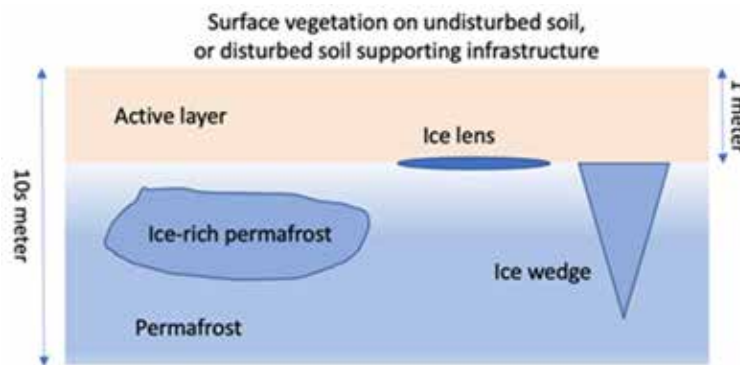 Surface vegetation on undisturbed soil,
or disturbed soil supporting infrastructure
Active layer
Ice lens
1 meter
10s meter
Ice-rich permafrost
Ice wedge
Permafrost